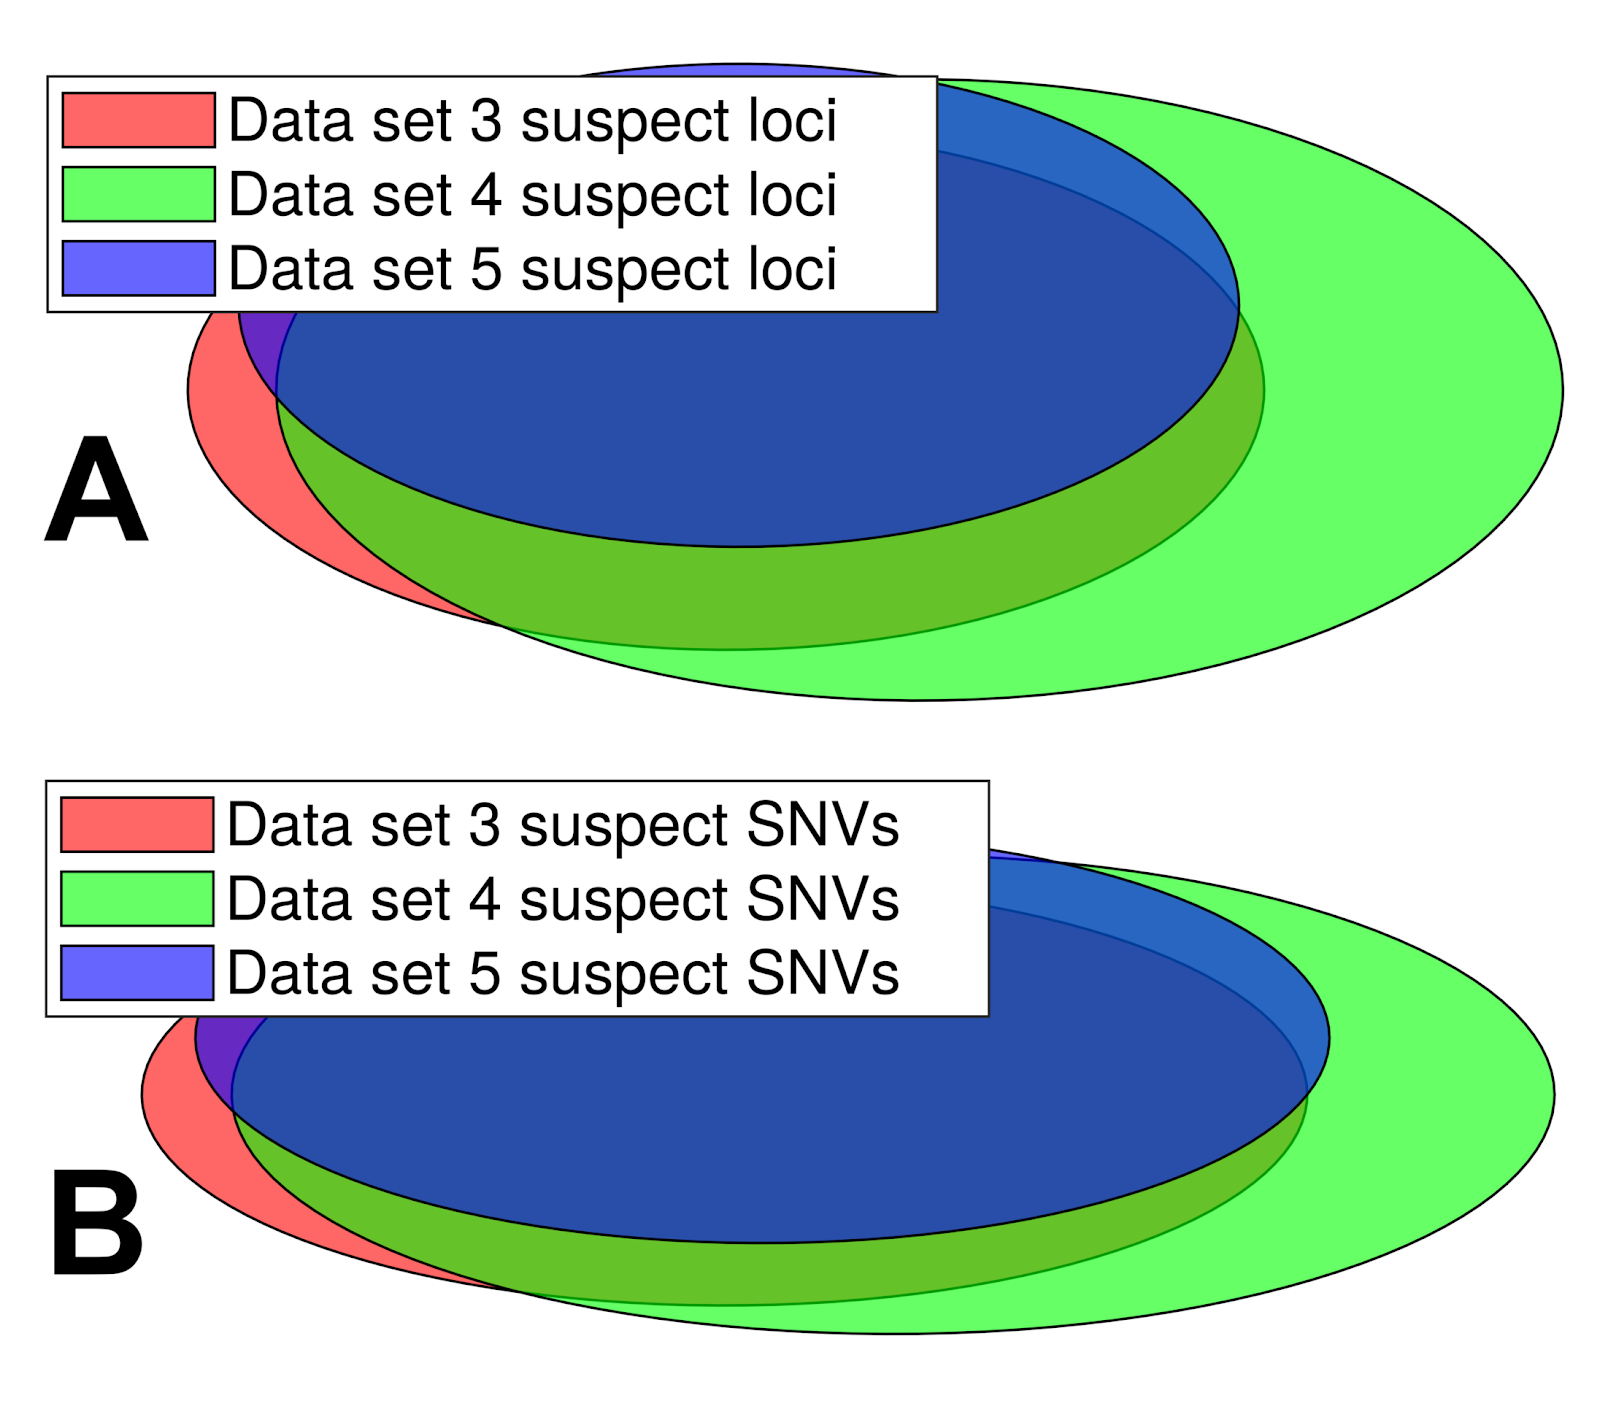 Data set 3 suspect loci
Data set 4 suspect loci
Data set 5 suspect loci
A
Data set 3 suspect SNVs
Data set 4 suspect SNVs
Data set 5 suspect SNVs
B